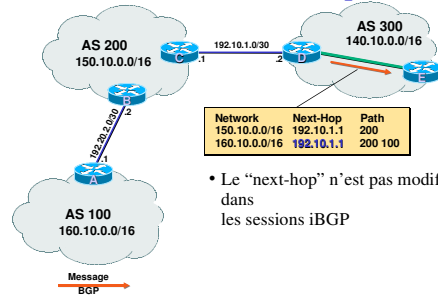 AS 300
140.10.0.0/16
AS 200
150.10.0.0/16
C
.1
192.10.1.0/30
.2
D
E
B
.2
192.20.2.0/30
.1
A
Network Next-Hop Path
150.10.0.0/16 192.10.1.1 200
160.10.0.0/16 192.10.1.1 200 100
AS 100
160.10.0.0/16
• Le “next-hop” n’est pas modif
dans
les sessions iBGP
Message
BGP